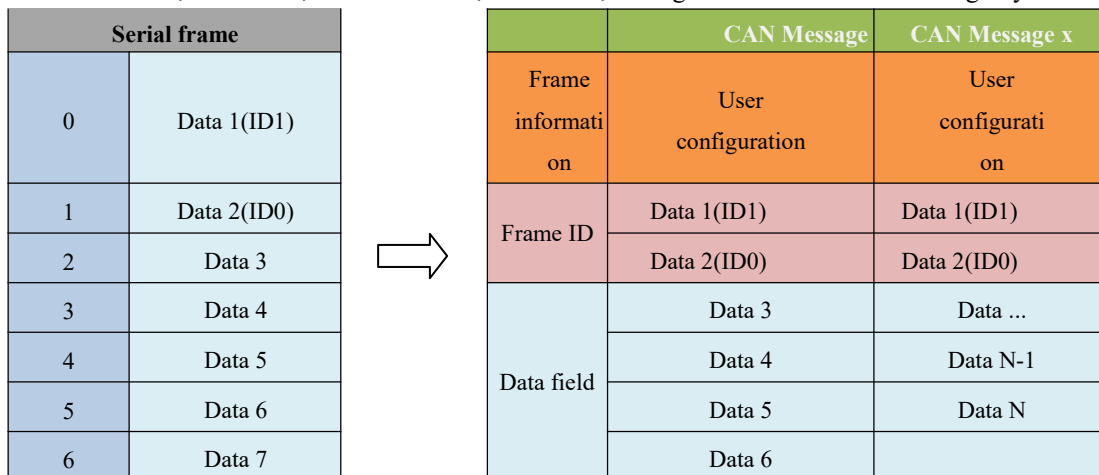 Serial frame
0 Data 1(ID1)
1 Data 2(ID0)
2 Data 3
3 Data 4
4 Data 5
5 Data 6
6 Data 7
CAN Message CAN Message x
Frame
informati
on
User
configuration
User
configurati
on
Frame ID
Data 1(ID1) Data 1(ID1)
Data 2(ID0) Data 2(ID0)
Data field
Data 3 Data ...
Data 4 Data N-1
Data 5 Data N
Data 6